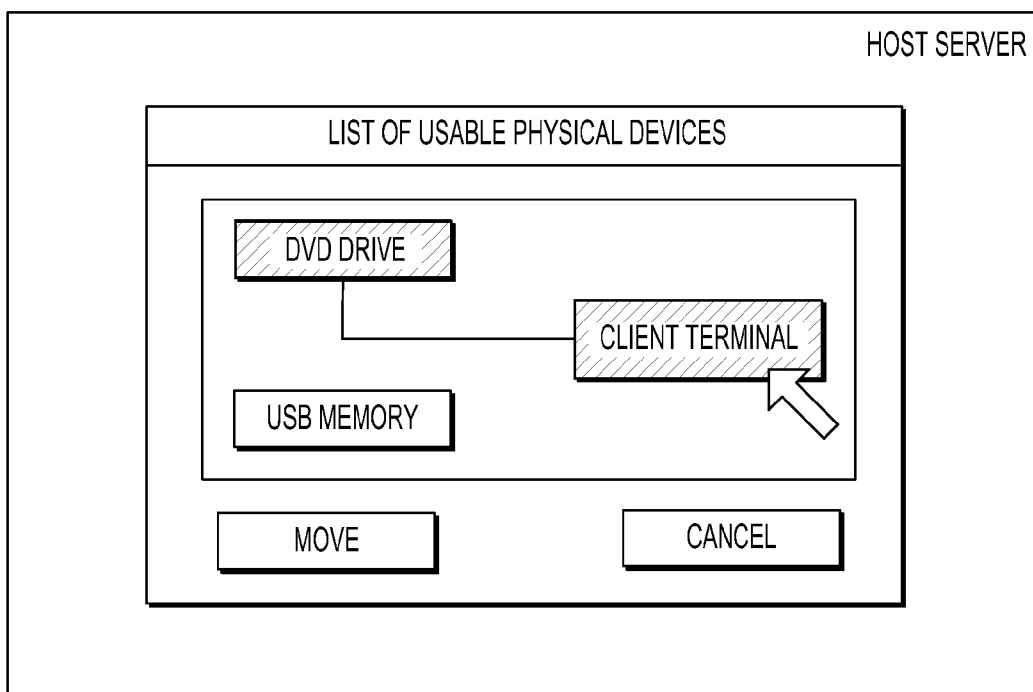 HOST SERVER
LIST OF USABLE PHYSICAL DEVICES
DVD DRIVE
CLIENT TERMINAL
USB MEMORY
MOVE
CANCEL